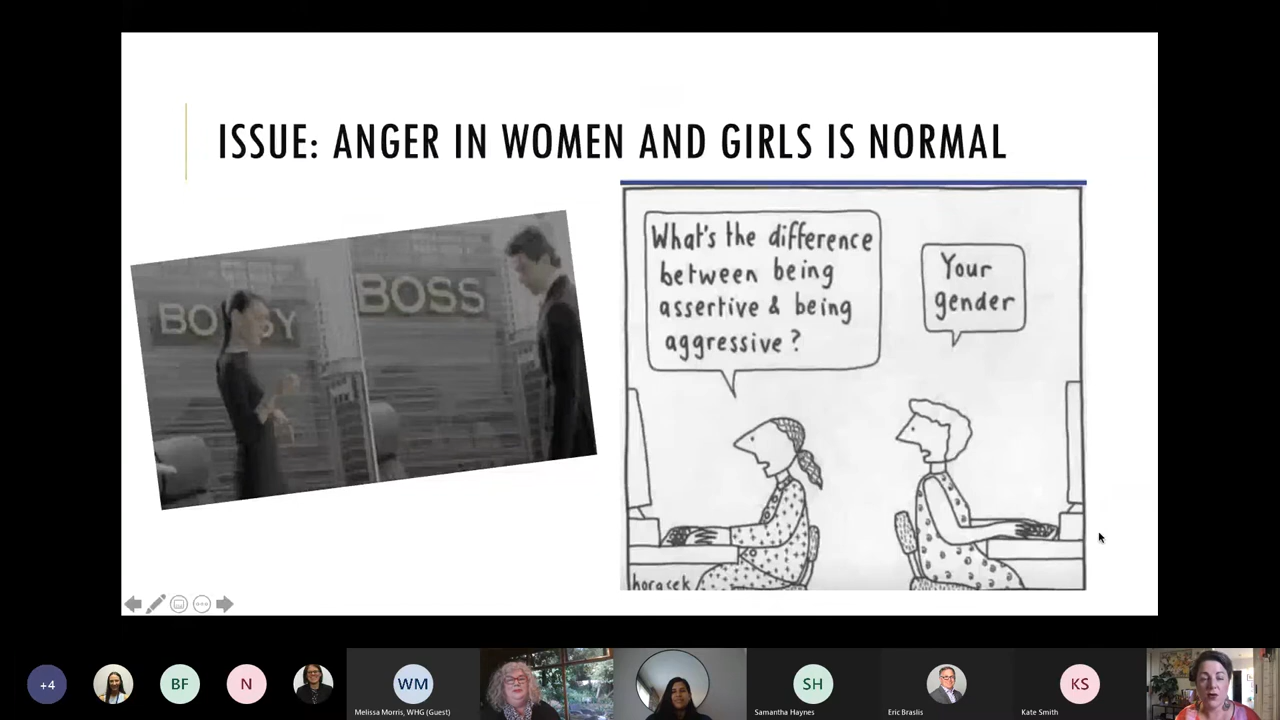 ISSUE: ANGER IN WOMEN AND GIRLS IS NORMAL
BOSSY
BOSS
What's the difference
between being
assertive & being
aggressive?
Your
gender
horacek
+4
BF
N
WM
Melissa Morris, WHG (Guest)
SH
Samantha Haynes
Eric Braslis
KS
Kate Smith